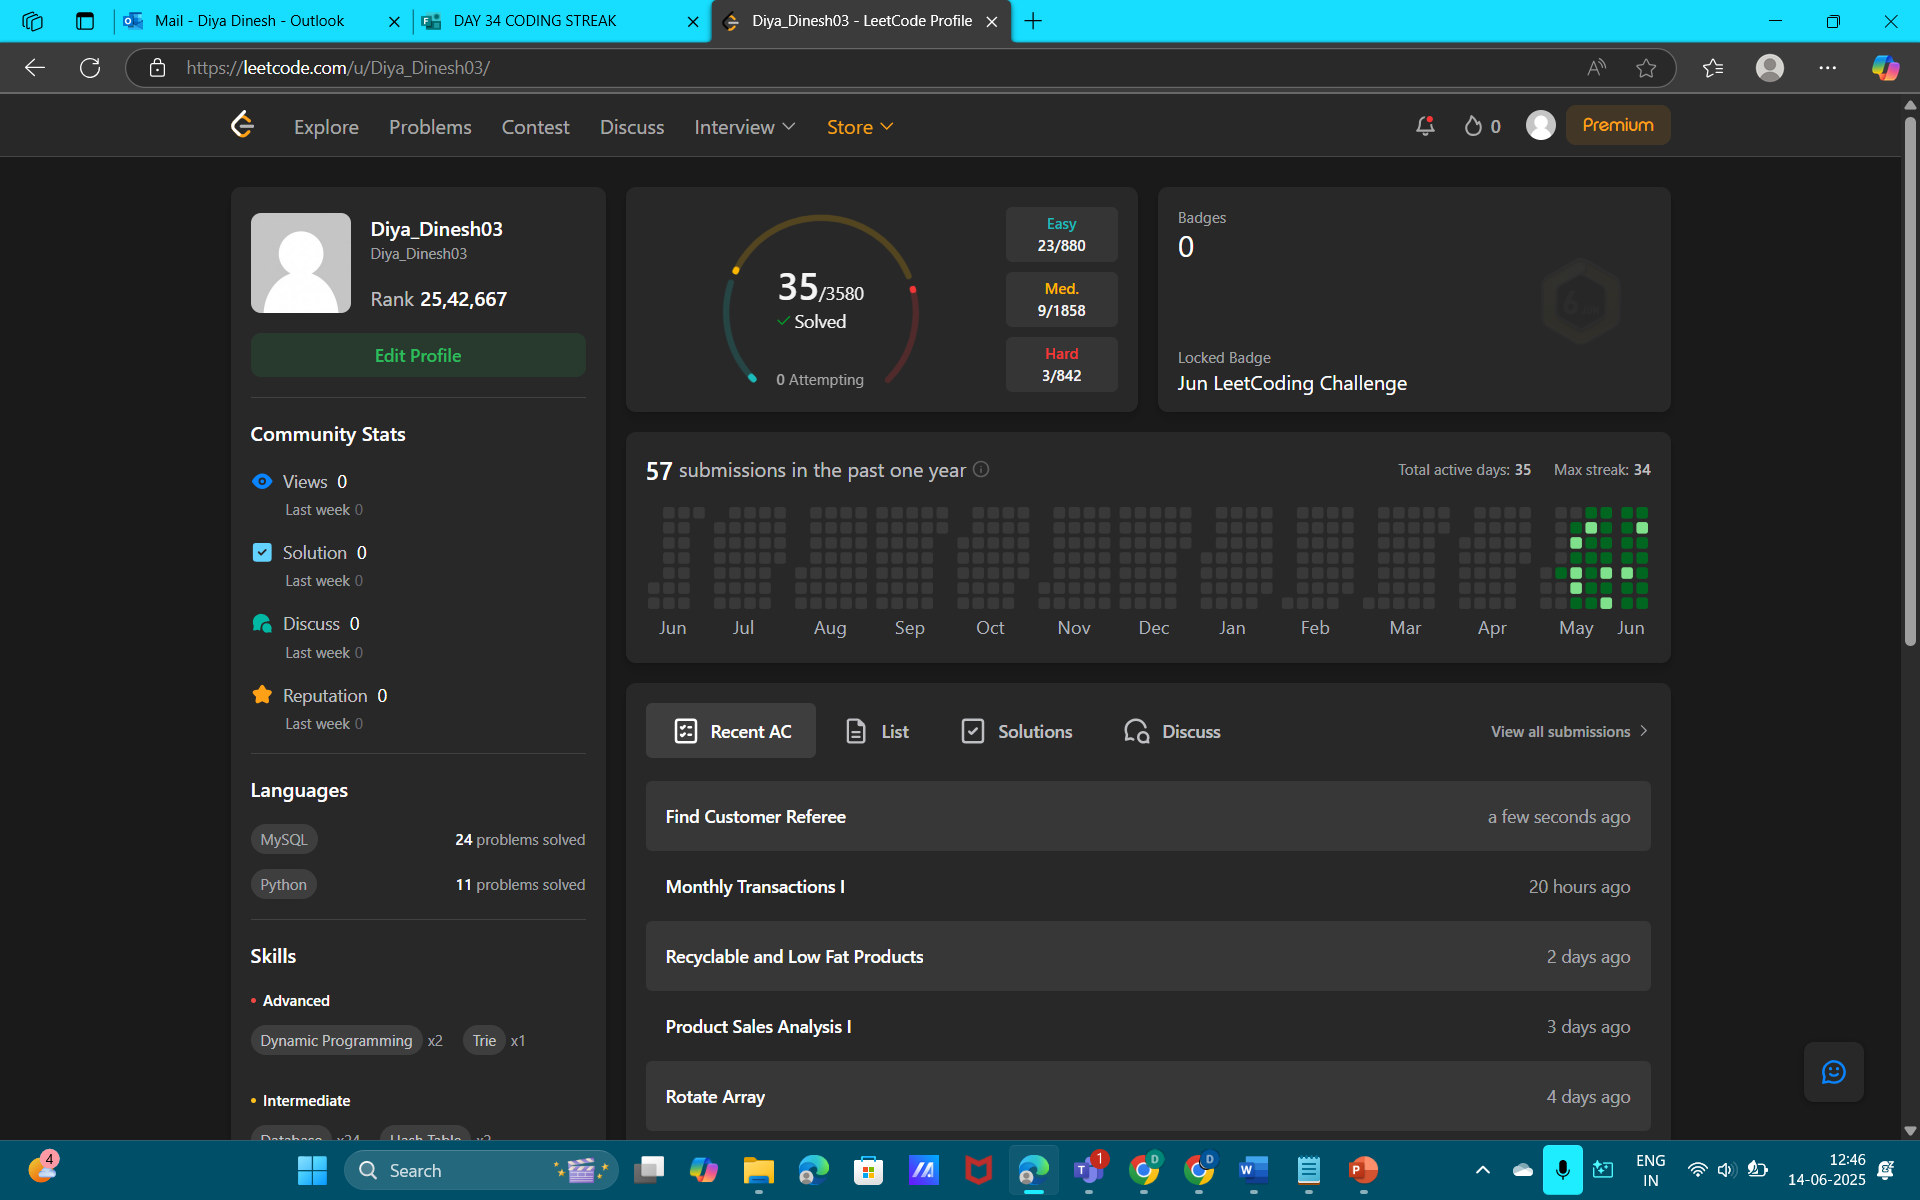 Mail - Diya Dinesh - Outlook
DAY 34 CODING STREAK
Diya_Dinesh03 - LeetCode Profile
https://leetcode.com/u/Diya_Dinesh03/
Explore
Problems
Contest
Discuss
Interview
Store
0
Premium
Diya_Dinesh03
Diya_Dinesh03
Rank 25,42,667
Edit Profile
Community Stats
Views 0
Last week 0
Solution 0
Last week 0
Discuss 0
Last week 0
Reputation 0
Last week 0
Languages
MySQL
24 problems solved
Python
11 problems solved
Skills
Advanced
Dynamic Programming x2
Trie x1
Intermediate
Database x24
Hash Table x2
35/3580
Solved
0 Attempting
Easy
23/880
Med.
9/1858
Hard
3/842
Badges
0
Locked Badge
Jun LeetCoding Challenge
57 submissions in the past one year
Total active days: 35
Max streak: 34
Jun
Jul
Aug
Sep
Oct
Nov
Dec
Jan
Feb
Mar
Apr
May
Jun
Recent AC
List
Solutions
Discuss
View all submissions
Find Customer Referee
a few seconds ago
Monthly Transactions I
20 hours ago
Recyclable and Low Fat Products
2 days ago
Product Sales Analysis I
3 days ago
Rotate Array
4 days ago
4
Search
1
D
D
ENG
IN
12:46
14-06-2025